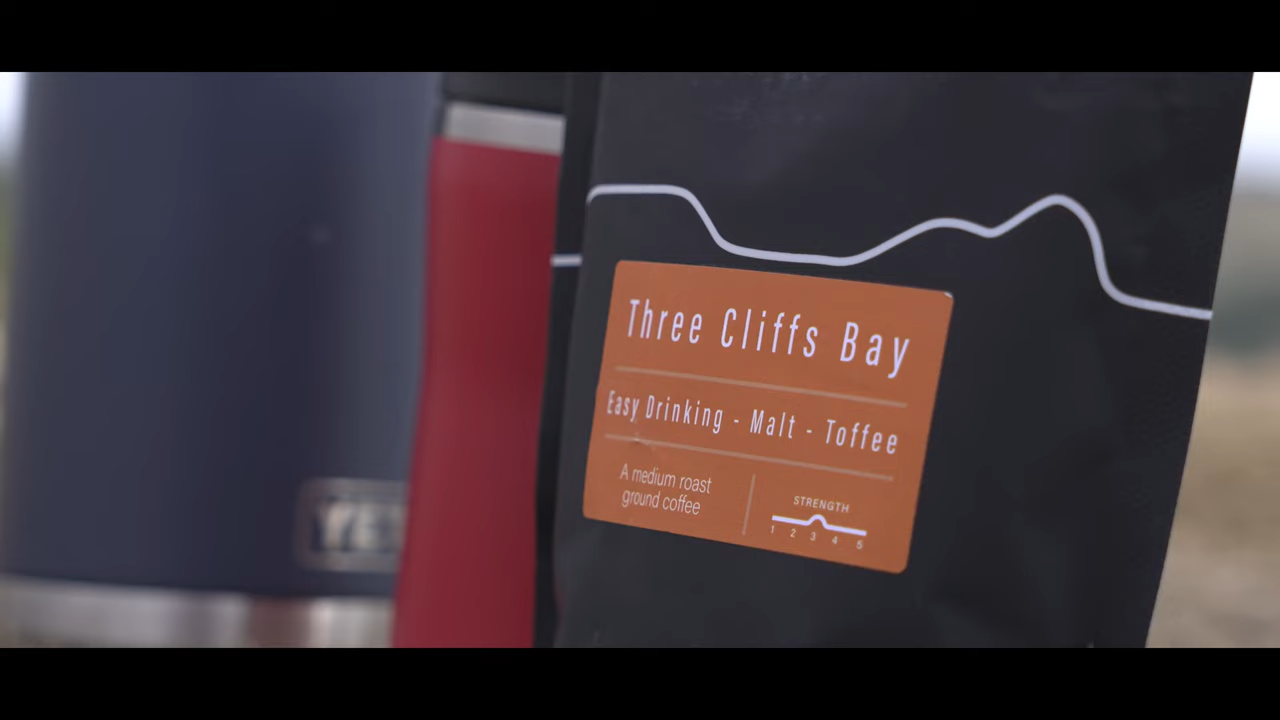 Three Cliffs Bay
Easy Drinking - Malt - Toffee
A medium roast
ground coffee
STRENGTH
1 2 3 4 5